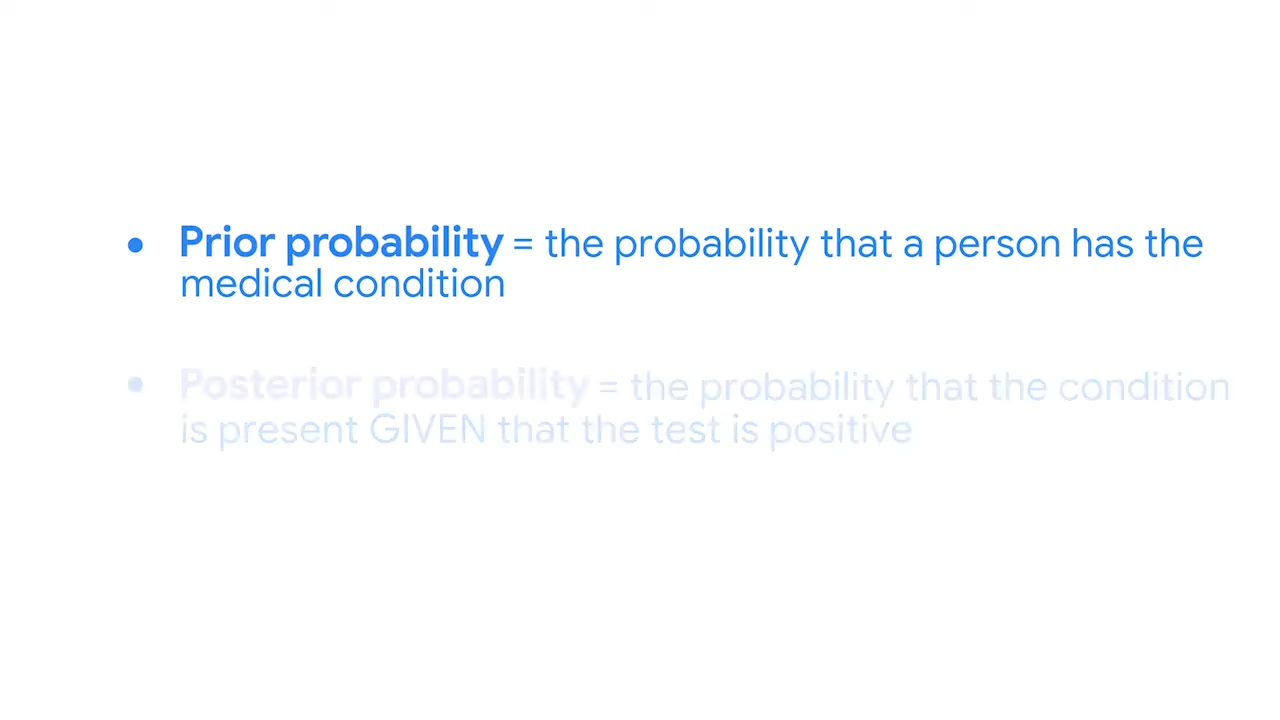 • Prior probability = the probability that a person has the
medical condition
• Posterior probability = the probability that the condition
is present GIVEN that the test is positive